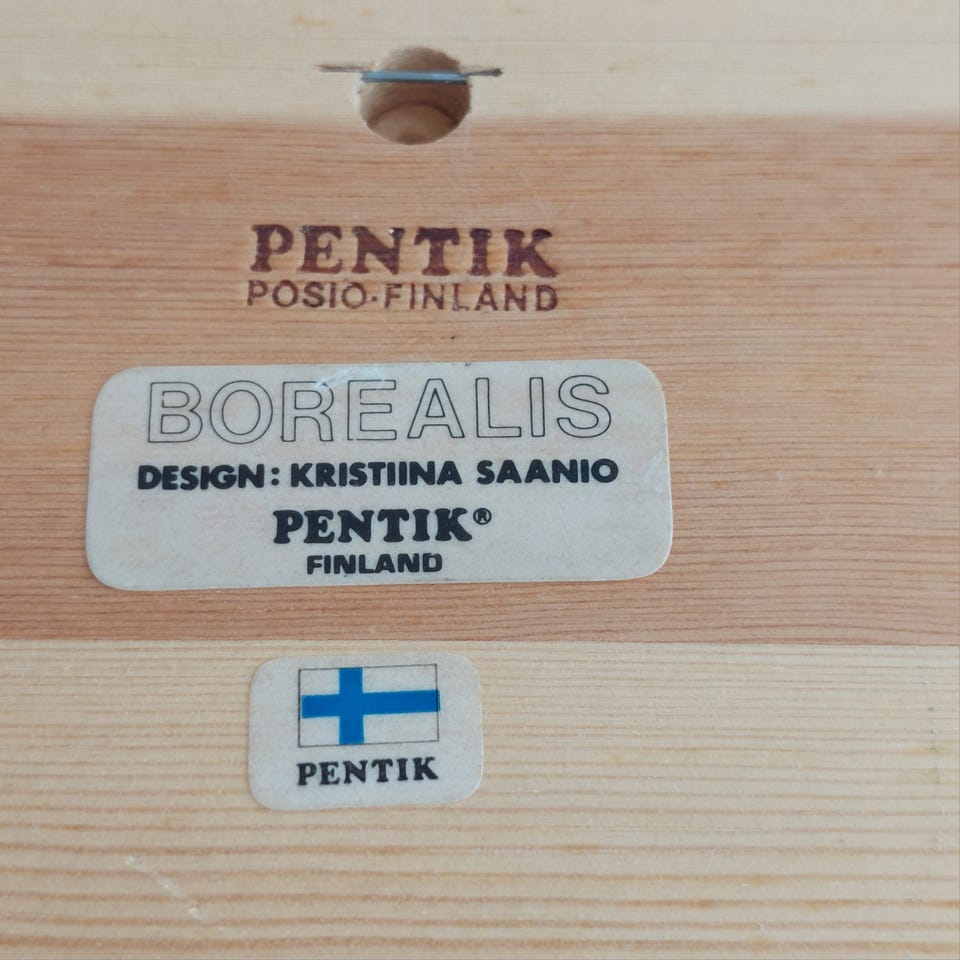 PENTIK
POSIO-FINLAND
BOREALIS
DESIGN: KRISTIINA SAANIO
PENTIK®
FINLAND
PENTIK